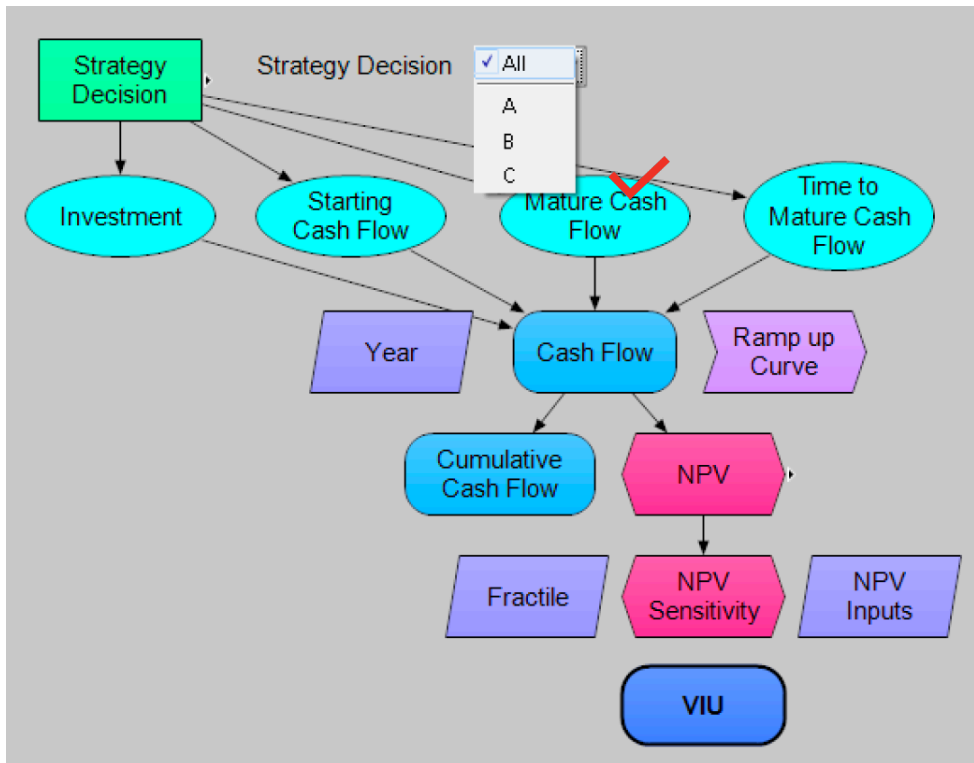 Strategy
Decision
Strategy Decision
All
A
B
C
Investment
Starting
Cash Flow
Mature Cash
Flow
Time to
Mature Cash
Flow
Year
Cash Flow
Ramp up
Curve
Cumulative
Cash Flow
NPV
Fractile
NPV
Sensitivity
NPV
Inputs
VIU